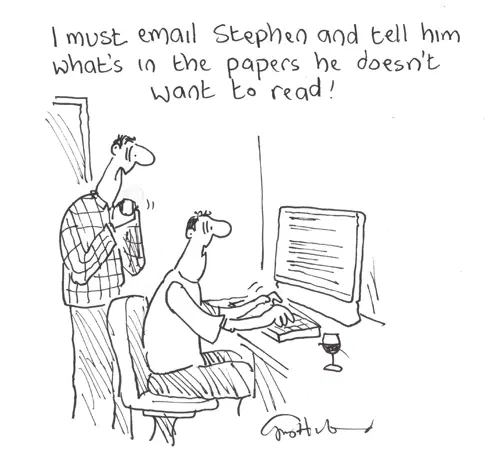 I must email Stephen and tell him
what's in the papers he doesn't
want to read!